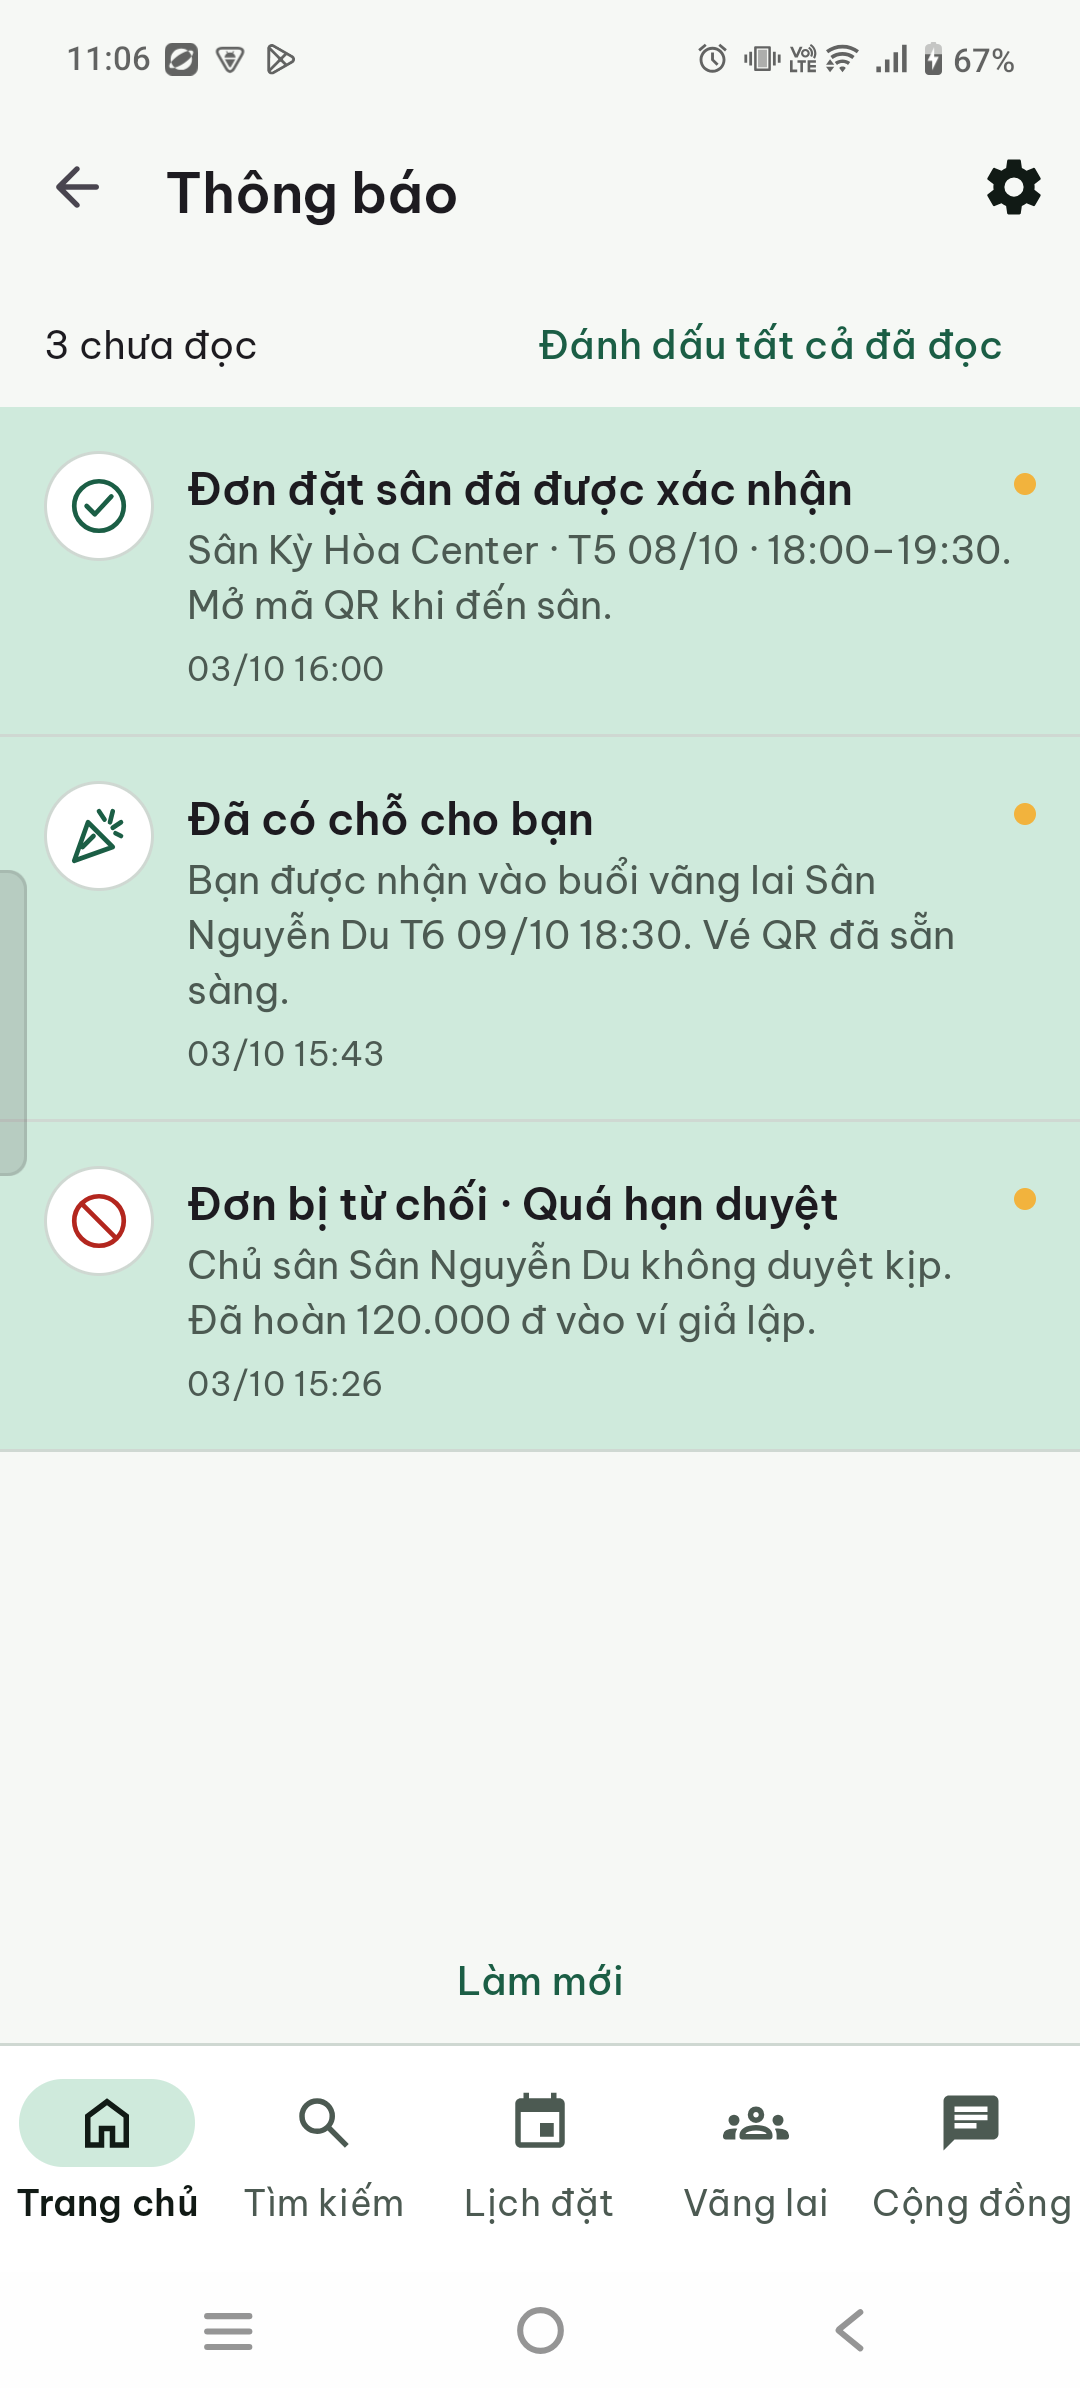 11:06
67%
Thông báo
3 chưa đọc
Đánh dấu tất cả đã đọc
Đơn đặt sân đã được xác nhận
Sân Kỳ Hòa Center · T5 08/10 · 18:00–19:30.
Mở mã QR khi đến sân.
03/10 16:00
Đã có chỗ cho bạn
Bạn được nhận vào buổi vãng lai Sân
Nguyễn Du T6 09/10 18:30. Vé QR đã sẵn
sàng.
03/10 15:43
Đơn bị từ chối · Quá hạn duyệt
Chủ sân Sân Nguyễn Du không duyệt kịp.
Đã hoàn 120.000 đ vào ví giả lập.
03/10 15:26
Làm mới
Trang chủ
Tìm kiếm
Lịch đặt
Vãng lai
Cộng đồng